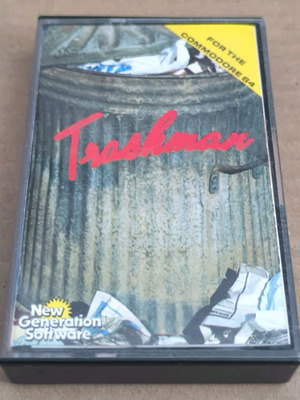 FOR THE
COMMODORE 64
Trashman
New
Generation
Software